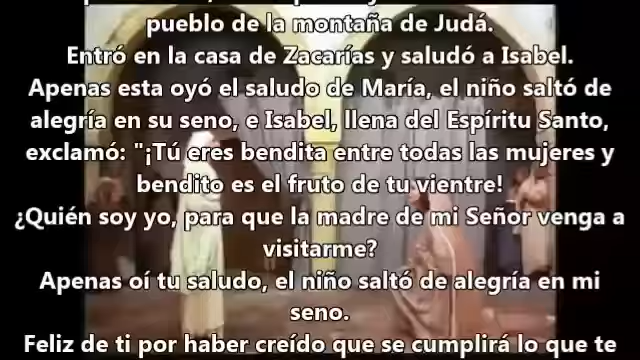 pueblo de la montaña de Judá.
Entró en la casa de Zacarías y saludó a Isabel.
Apenas esta oyó el saludo de María, el niño saltó de
alegría en su seno, e Isabel, llena del Espíritu Santo,
exclamó: "¡Tú eres bendita entre todas las mujeres y
bendito es el fruto de tu vientre!
¿Quién soy yo, para que la madre de mi Señor venga a
visitarme?
Apenas oí tu saludo, el niño saltó de alegría en mi
seno.
Feliz de ti por haber creído que se cumplirá lo que te